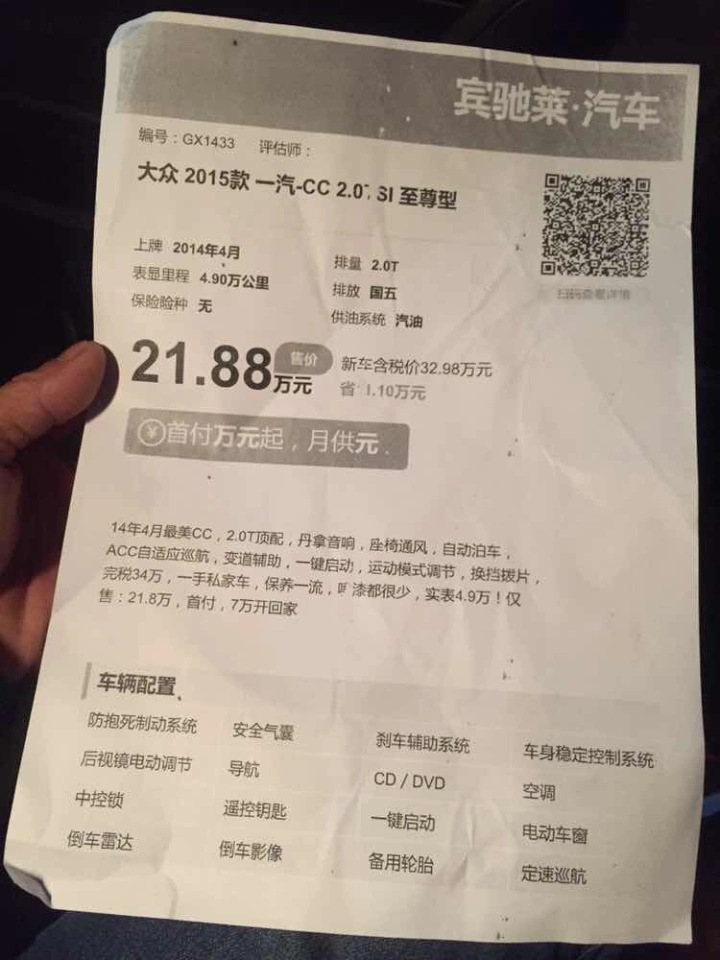 宾驰莱·汽车
编号：GX1433 评估师：
大众 2015款 一汽-CC 2.0TSI 至尊型
扫码查看详情
上牌 2014年4月 排量 2.0T
表显里程 4.90万公里 排放 国五
保险险种 无 供油系统 汽油
21.88万元 售价 新车含税价32.98万元
省 1.10万元
¥首付万元起，月供元
14年4月最美CC，2.0T顶配，丹拿音响，座椅通风，自动泊车，
ACC自适应巡航，变道辅助，一键启动，运动模式调节，换挡拨片，
完税34万，一手私家车，保养一流， 漆都很少，实表4.9万！仅
售：21.8万，首付，7万开回家
车辆配置
防抱死制动系统 安全气囊 刹车辅助系统 车身稳定控制系统
后视镜电动调节 导航 CD / DVD 空调
中控锁 遥控钥匙 一键启动 电动车窗
倒车雷达 倒车影像 备用轮胎 定速巡航